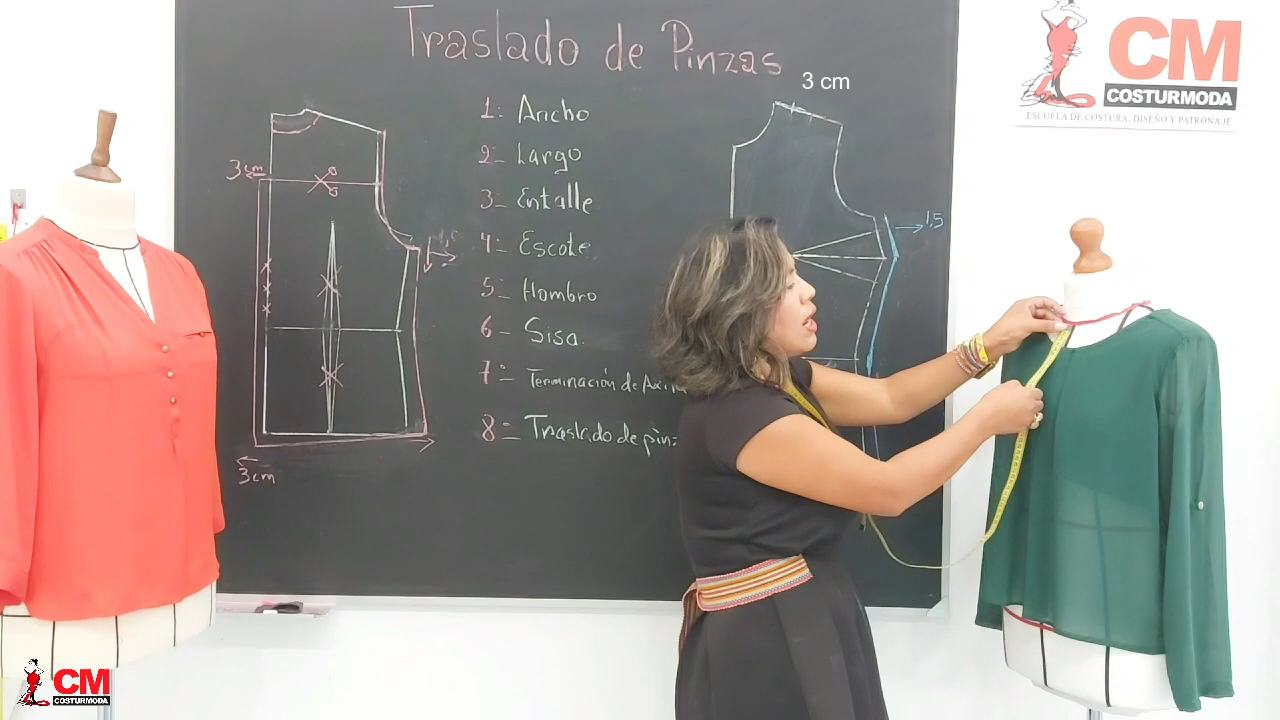 Traslado de Pinzas
3 cm
1: Ancho
2- Largo
3- Entalle
4- Escote
5- Hombro
6- Sisa.
7- Terminación de
8- Traslado de
3cm
3cm
1.5
CM
COSTURMODA
ESCUELA DE COSTURA, DISEÑO Y PATRONAJE
CM
COSTURMODA